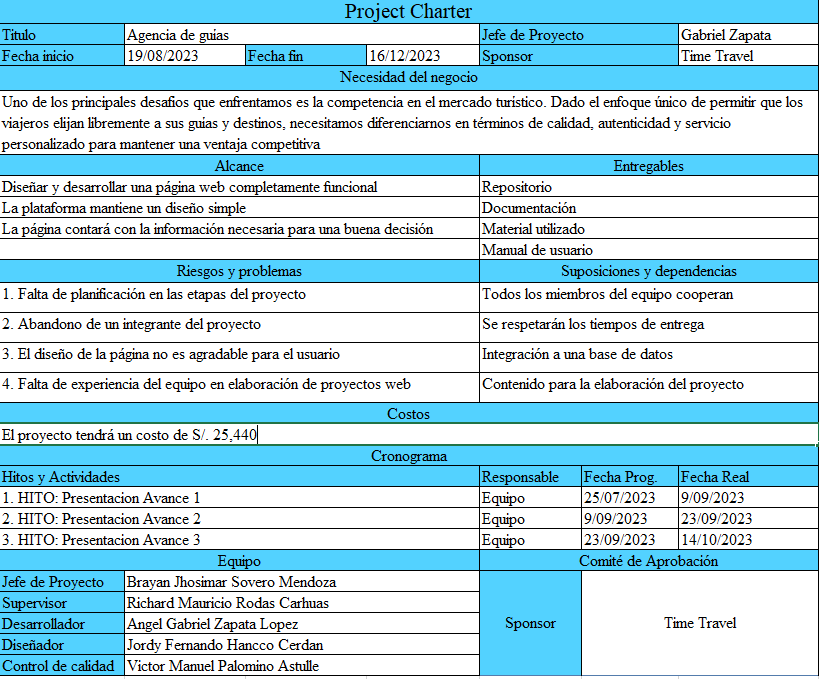 Project Charter
Titulo Agencia de guias Jefe de Proyecto Gabriel Zapata
Fecha inicio 19/08/2023 Fecha fin 16/12/2023 Sponsor Time Travel
Necesidad del negocio
Uno de los principales desafios que enfrentamos es la competencia en el mercado turístico. Dado el enfoque único de permitir que los
viajeros elijan libremente a sus guías y destinos, necesitamos diferenciarnos en términos de calidad, autenticidad y servicio
personalizado para mantener una ventaja competitiva
Alcance Entregables
Diseñar y desarrollar una página web completamente funcional Repositorio
La plataforma mantiene un diseño simple Documentación
La página contará con la información necesaria para una buena decisión Material utilizado
Manual de usuario
Riesgos y problemas Suposiciones y dependencias
1. Falta de planificación en las etapas del proyecto Todos los miembros del equipo cooperan
2. Abandono de un integrante del proyecto Se respetarán los tiempos de entrega
3. El diseño de la página no es agradable para el usuario Integración a una base de datos
4. Falta de experiencia del equipo en elaboración de proyectos web Contenido para la elaboración del proyecto
Costos
El proyecto tendrá un costo de S/. 25,440
Cronograma
Hitos y Actividades Responsable Fecha Prog. Fecha Real
1. HITO: Presentacion Avance 1 Equipo 25/07/2023 9/09/2023
2. HITO: Presentacion Avance 2 Equipo 9/09/2023 23/09/2023
3. HITO: Presentacion Avance 3 Equipo 23/09/2023 14/10/2023
Equipo Comité de Aprobación
Jefe de Proyecto Brayan Jhosimar Sovero Mendoza
Supervisor Richard Mauricio Rodas Carhuas
Desarrollador Angel Gabriel Zapata Lopez Sponsor Time Travel
Diseñador Jordy Fernando Hancco Cerdan
Control de calidad Victor Manuel Palomino Astulle